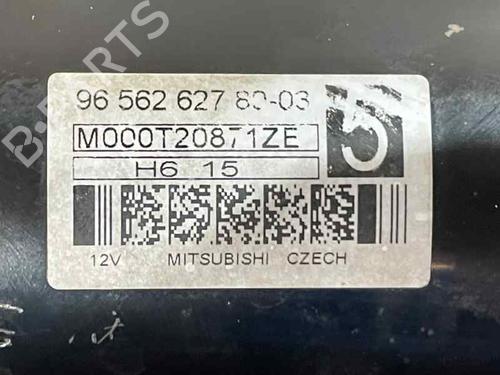 B-PARTS
96 562 627 80-03
M000T20871ZE
5
H6 15
12V MITSUBISHI CZECH